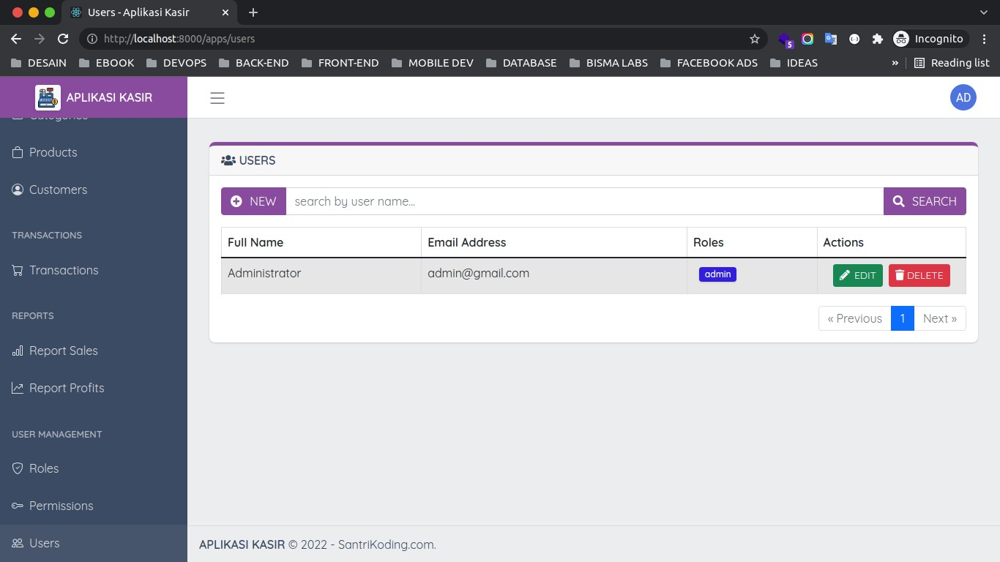 Users - Aplikasi Kasir
http://localhost:8000/apps/users
5
Incognito
DESAIN EBOOK DEVOPS BACK-END FRONT-END MOBILE DEV DATABASE BISMA LABS FACEBOOK ADS IDEAS » Reading list
APLIKASI KASIR
AD
Categories
Products
Customers
TRANSACTIONS
Transactions
REPORTS
Report Sales
Report Profits
USER MANAGEMENT
Roles
Permissions
Users
USERS
NEW search by user name... SEARCH
Full Name Email Address Roles Actions
Administrator admin@gmail.com admin EDIT DELETE
« Previous 1 Next »
APLIKASI KASIR © 2022 - SantriKoding.com.